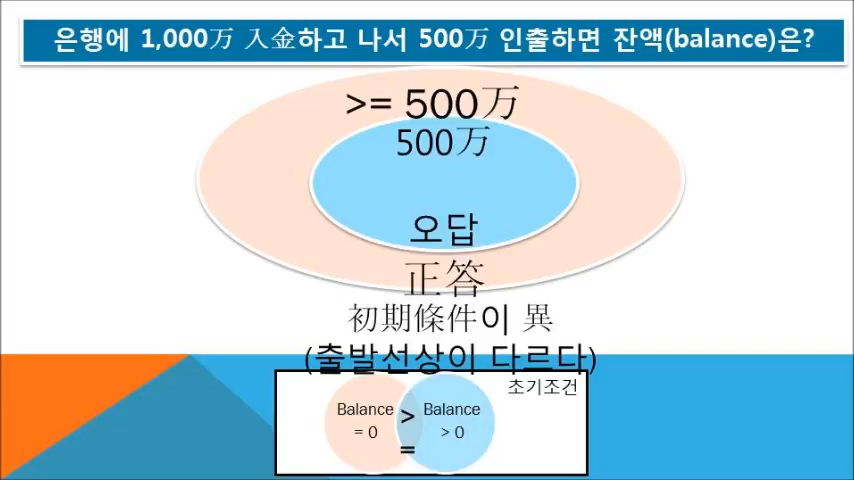 은행에 1,000万 入金하고 나서 500万 인출하면 잔액(balance)은?
>= 500万
500万
오답
正答
初期條件이 異
(출발선상이 다르다)
초기조건
Balance
= 0
>
=
Balance
> 0